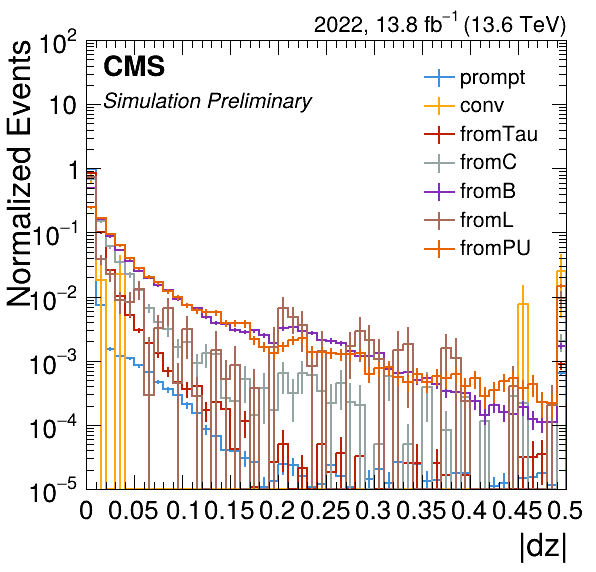 2022, 13.8 fb⁻¹ (13.6 TeV)
CMS
Simulation Preliminary
prompt
conv
fromTau
fromC
fromB
fromL
fromPU
Normalized Events
10²
10
1
10⁻¹
10⁻²
10⁻³
10⁻⁴
10⁻⁵
0 0.05 0.10 0.15 0.2 0.25 0.3 0.35 0.4 0.45 0.5
|dz|